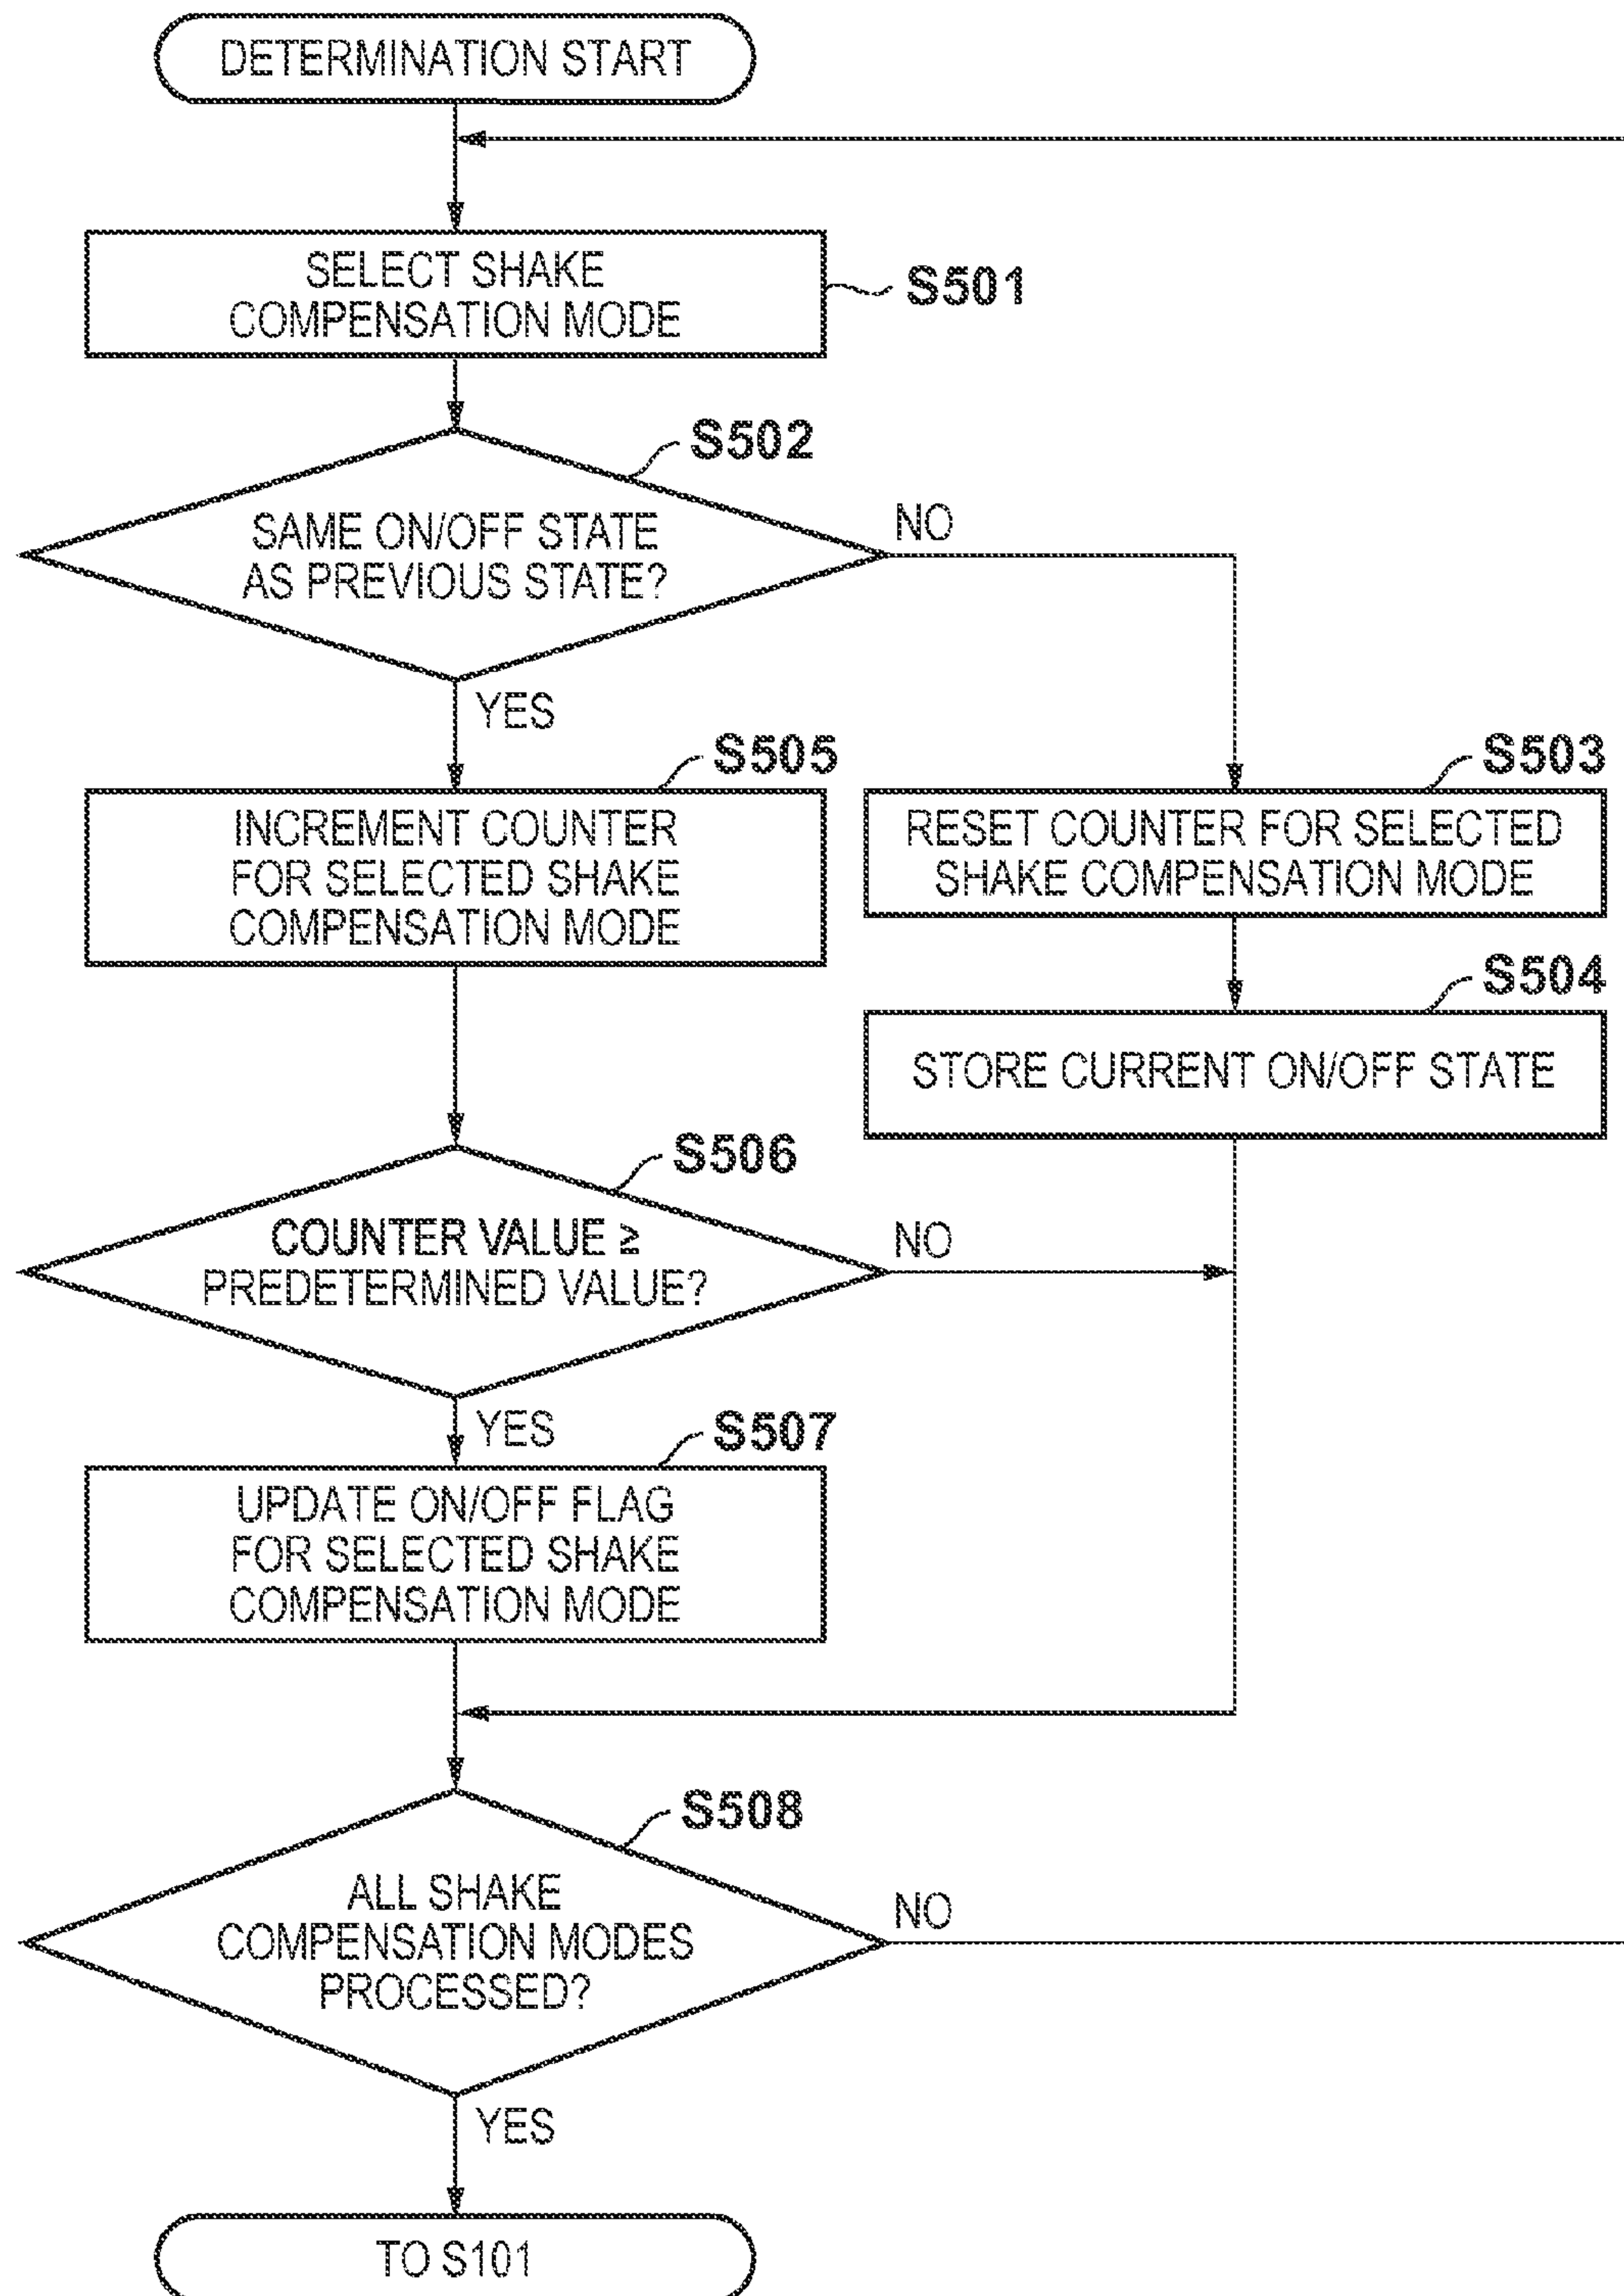 DETERMINATION START
SELECT SHAKE
COMPENSATION MODE
S501
S502
SAME ON/OFF STATE
AS PREVIOUS STATE?
NO
YES
S505
INCREMENT COUNTER
FOR SELECTED SHAKE
COMPENSATION MODE
S503
RESET COUNTER FOR SELECTED
SHAKE COMPENSATION MODE
S504
STORE CURRENT ON/OFF STATE
S506
COUNTER VALUE ≥
PREDETERMINED VALUE?
NO
YES
S507
UPDATE ON/OFF FLAG
FOR SELECTED SHAKE
COMPENSATION MODE
S508
ALL SHAKE
COMPENSATION MODES
PROCESSED?
NO
YES
TO S101